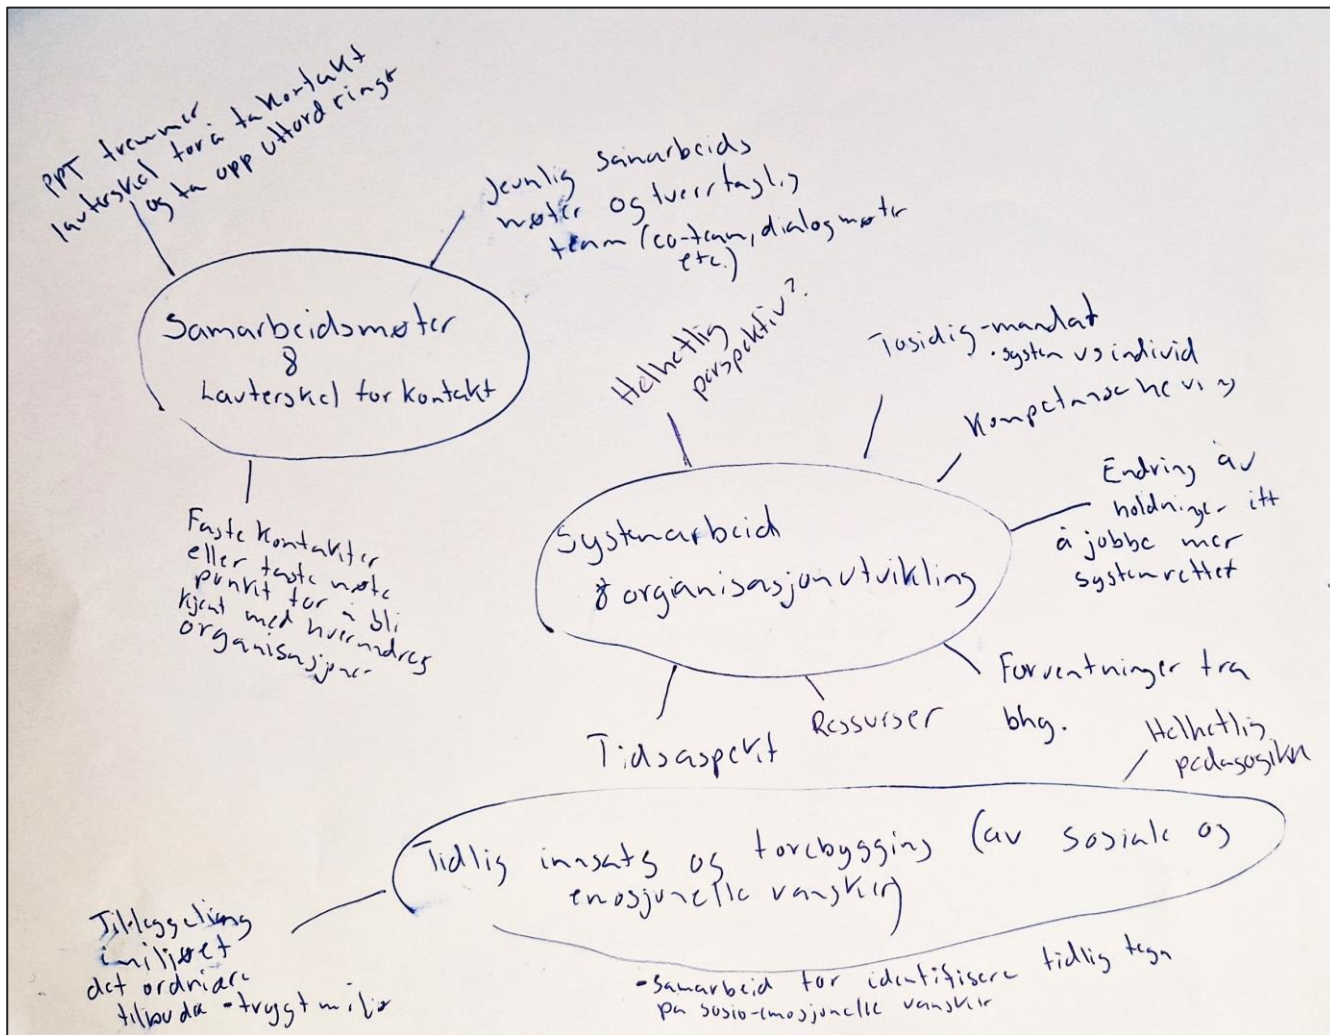 PPT fremmer
lavterskel for å ta kontakt
og ta opp utfordringer
Jevnlig samarbeids
møter og tverrfaglig
team (co-team, dialogmøter
etc.)
Samarbeidsmøter
&
Lavterskel for kontakt
Faste kontakter
eller faste møte
punkt for å bli
kjent med hverandres
organisasjoner
Helhetlig
perspektiv?
Tosidig-mandat
· system vs individ
Kompetanseheving
Endring av
holdninger ift
å jobbe mer
systemrettet
Systemarbeid
& organisasjonutvikling
Forventninger fra
bhg.
Ressurser
Tidsaspekt
Helhetlig
pedagogikk
Tidlig innsats og forebygging (av sosiale og
emosjonelle vansker)
Tilrettelegging
i miljøet
det ordinære
- trygt miljø
- Samarbeid for identifisere tidlig tegn
på sosio-emosjonelle vansker